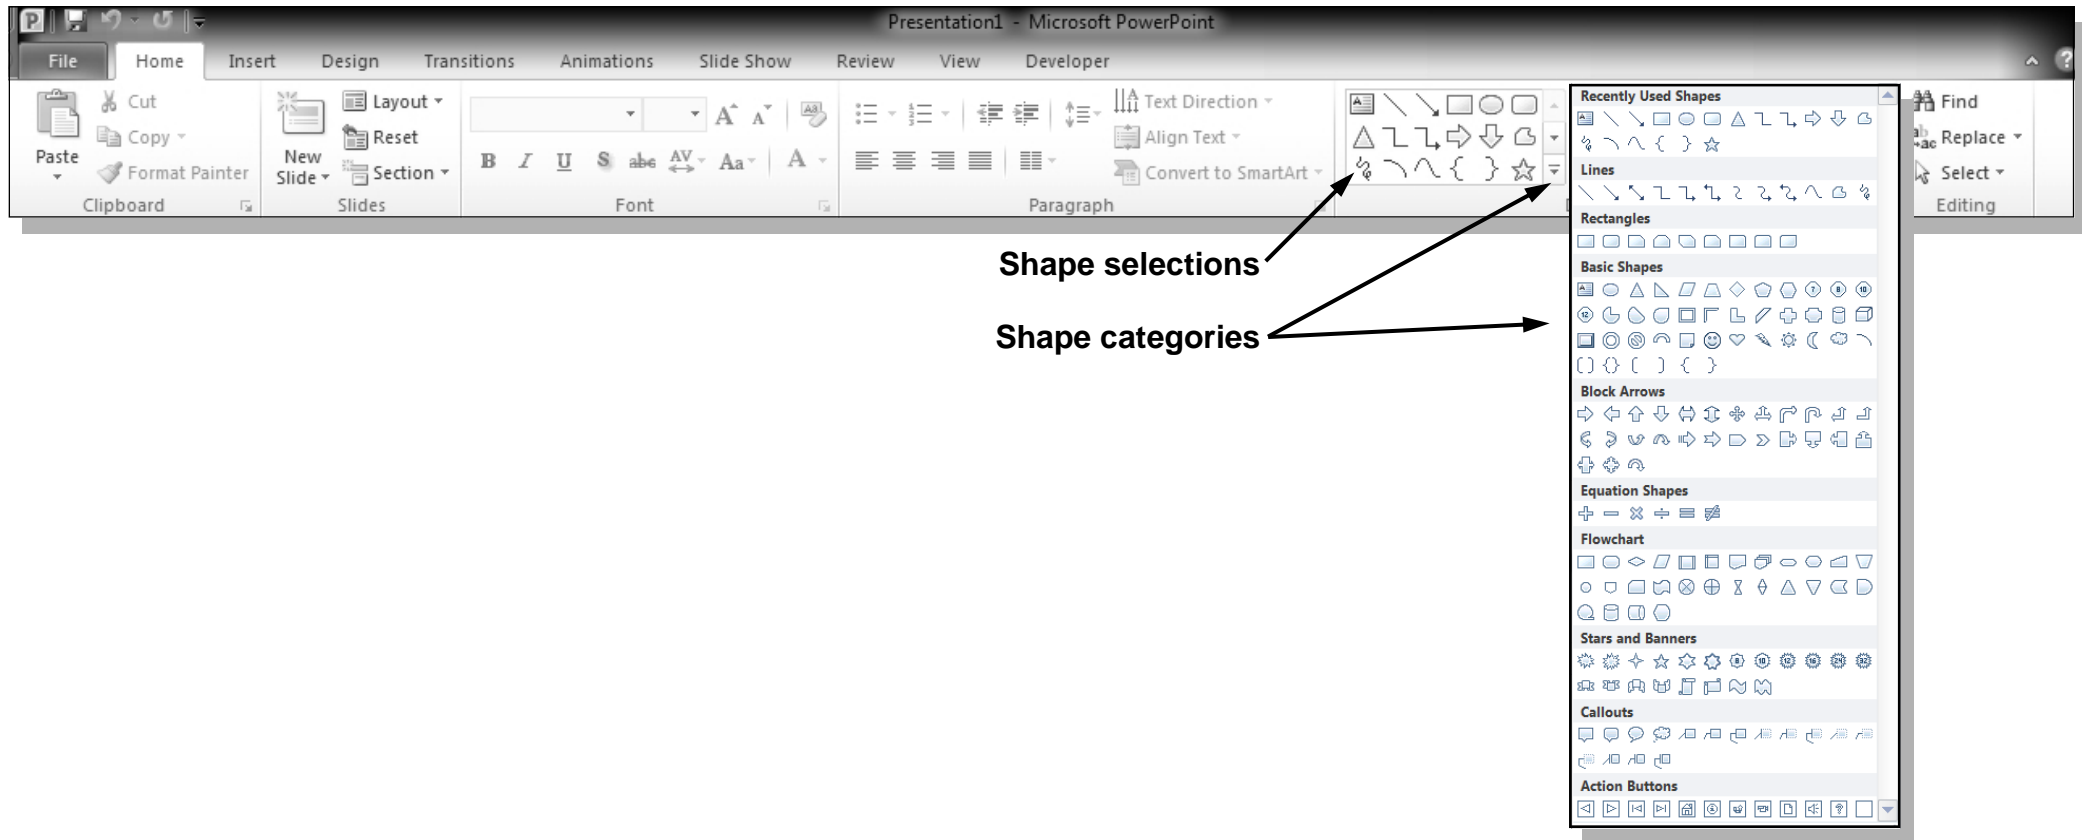 Presentation1 - Microsoft PowerPoint
File Home Insert Design Transitions Animations Slide Show Review View Developer
Cut
Copy
Paste
Format Painter
Clipboard
New
Slide
Layout
Reset
Section
Slides
B I U S abc AV Aa A
Font
Text Direction
Align Text
Convert to SmartArt
Paragraph
Find
Replace
Select
Editing
Shape selections
Shape categories
Recently Used Shapes
Lines
Rectangles
Basic Shapes
Block Arrows
Equation Shapes
Flowchart
Stars and Banners
Callouts
Action Buttons